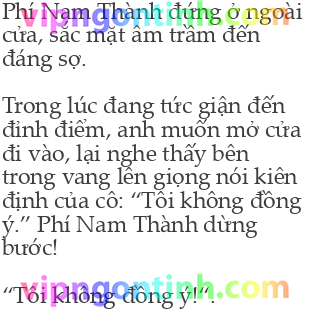 Phí Nam Thành đứng ở ngoài
vipngontinh.com
cửa, sắc mặt âm trầm đến
đáng sợ.
Trong lúc đang tức giận đến
đỉnh điểm, anh muốn mở cửa
đi vào, lại nghe thấy bên
trong vang lên giọng nói kiên
định của cô: “Tôi không đồng
ý.” Phí Nam Thành dừng
bước!
“Tôi không đồng ý!“.
vipngontinh.com